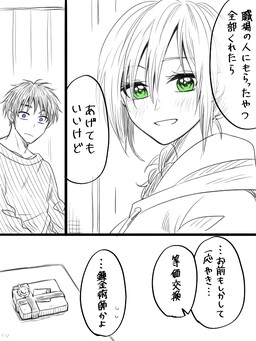 職場の人にもらったやつ
全部くれたら
あげても
いいけど
…お前もしかして
一応やき…
等価交換
…錬金術師かよ